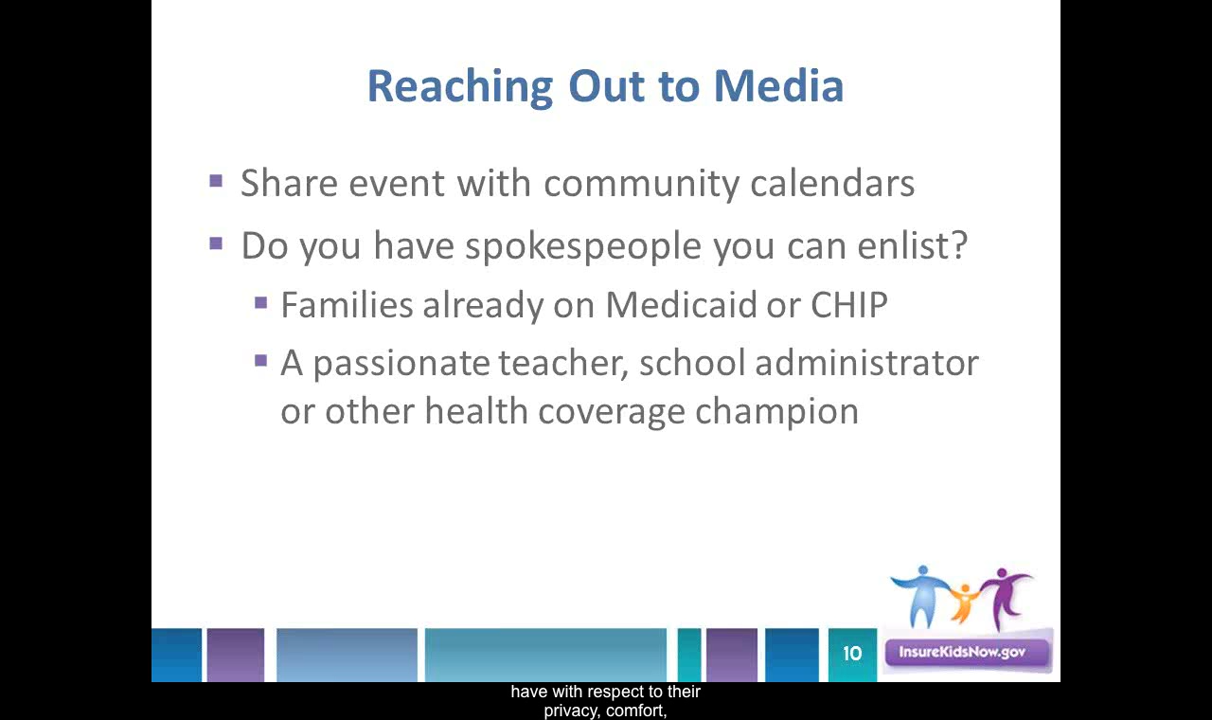 Reaching Out to Media
▪ Share event with community calendars
▪ Do you have spokespeople you can enlist?
▪ Families already on Medicaid or CHIP
▪ A passionate teacher, school administrator
or other health coverage champion
10
InsureKidsNow.gov
have with respect to their
privacy, comfort,